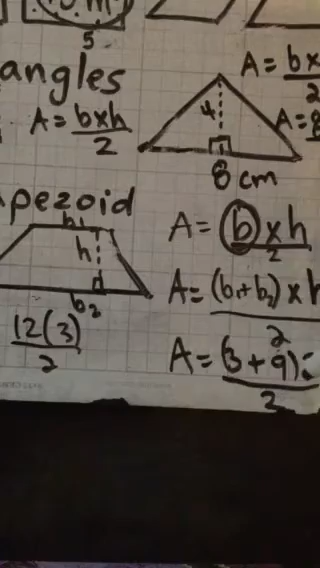 5
angles
A = bx
2
A = bxh
2
4
A = 8
8 cm
pezoid
b₁
A = b x h
2
h
A = (b₁+b₂) x h
2
b₂
12(3)
2
A = (3 + 9)
2